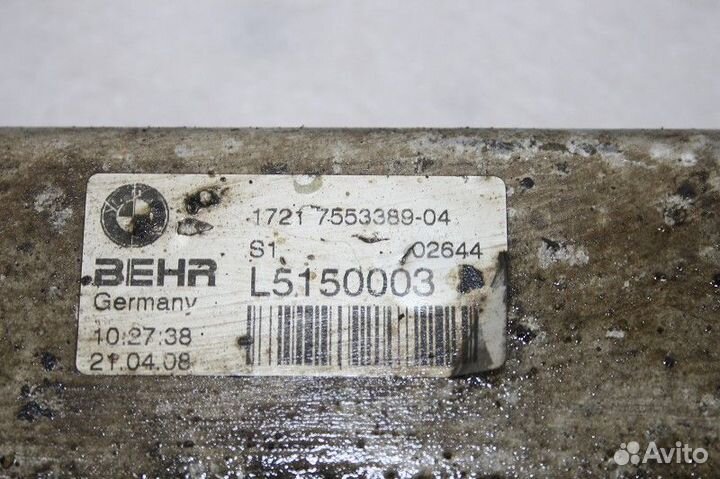 1721 7553389-04
S1 02644
BEHR L5150003
Germany
10:27:38
21.04.08
Avito